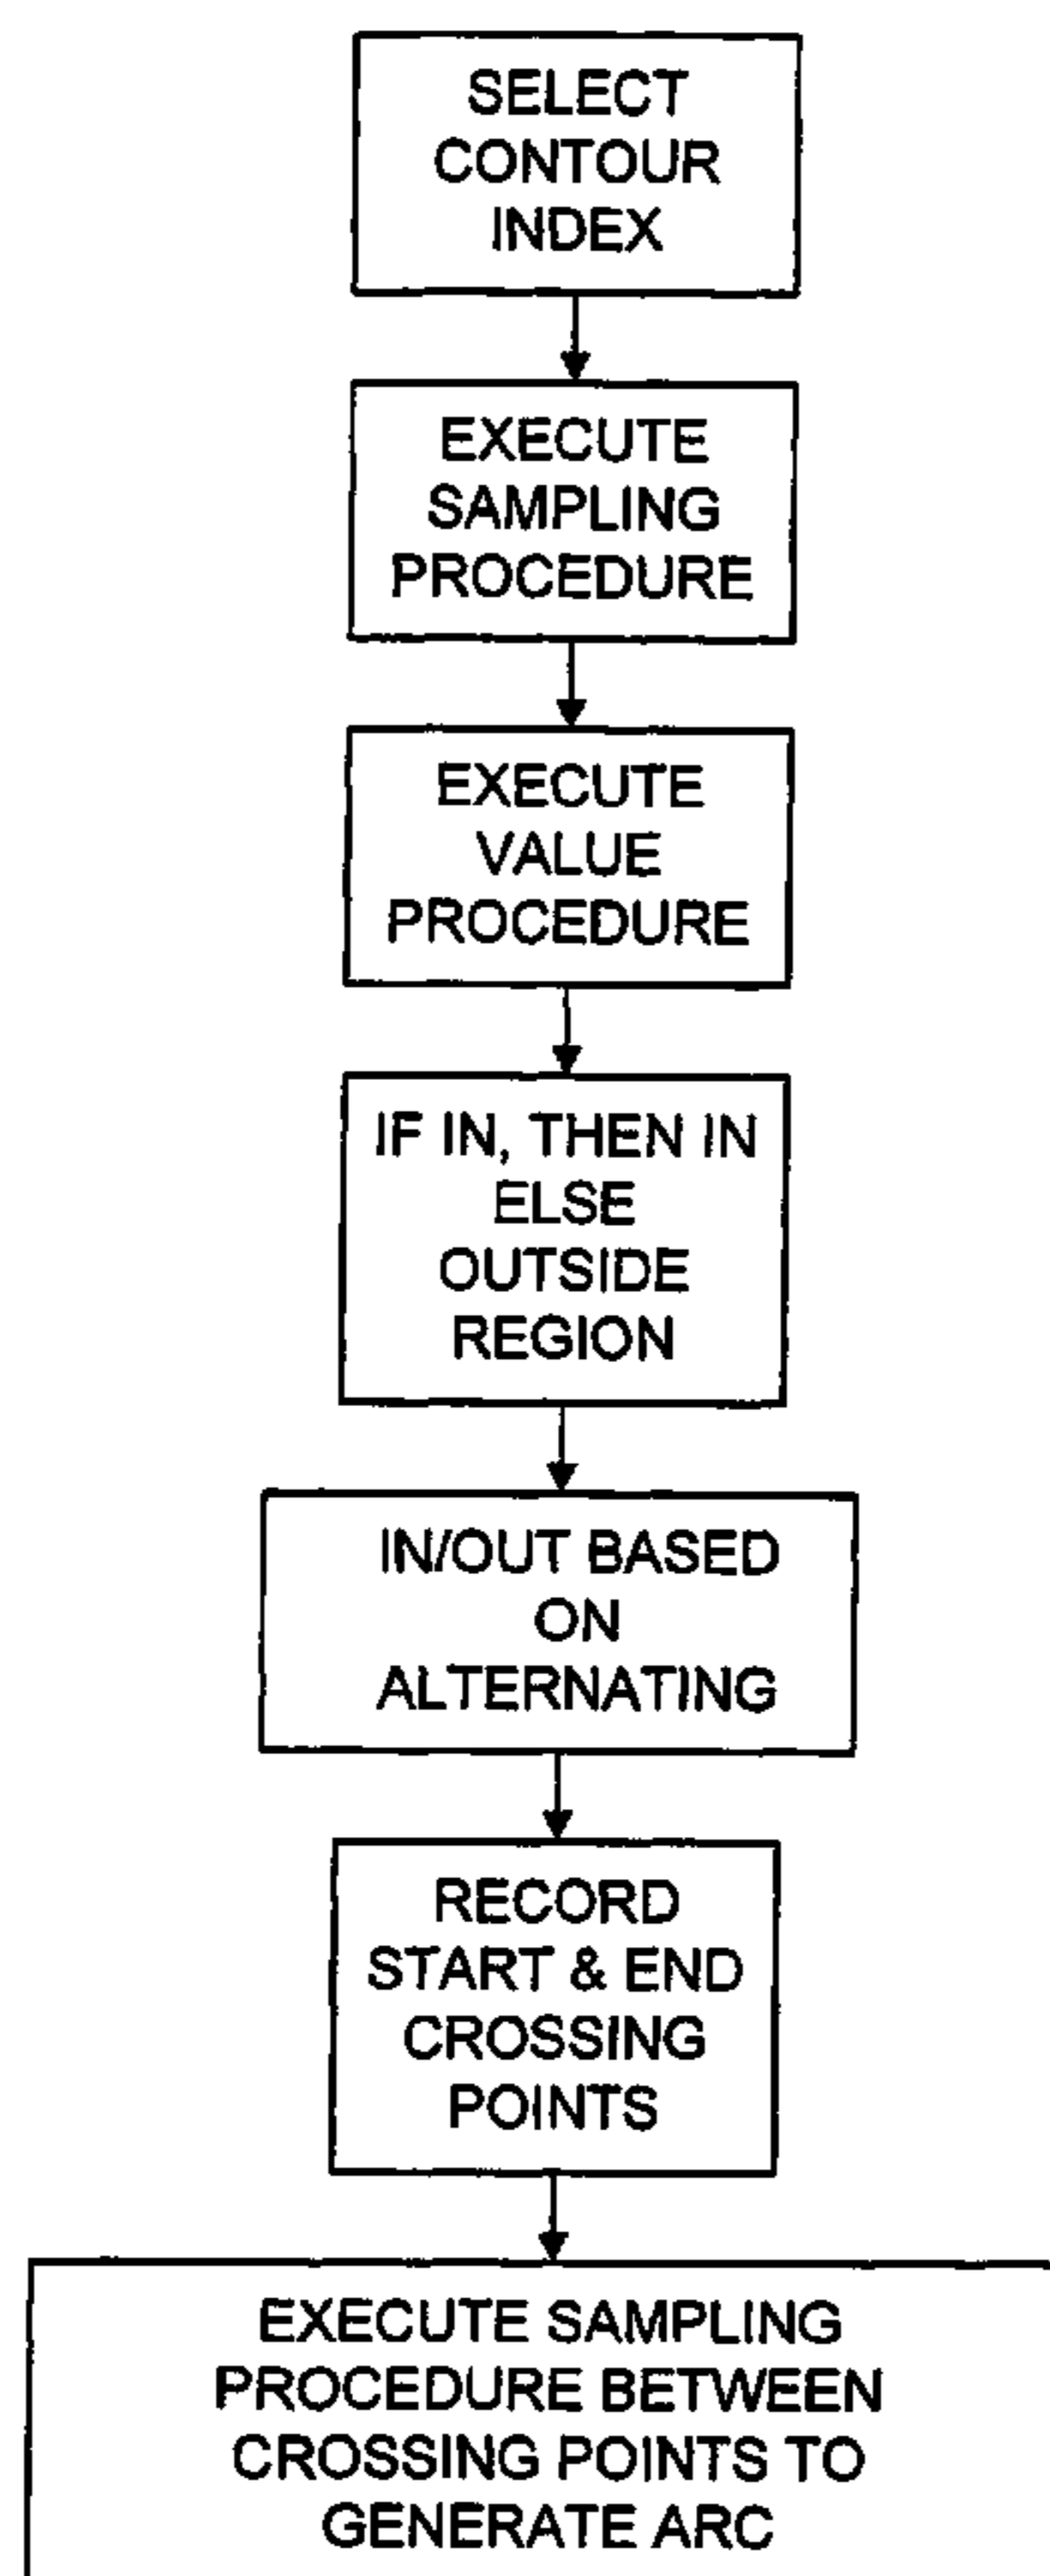 SELECT
CONTOUR
INDEX
EXECUTE
SAMPLING
PROCEDURE
EXECUTE
VALUE
PROCEDURE
IF IN, THEN IN
ELSE
OUTSIDE
REGION
IN/OUT BASED
ON
ALTERNATING
RECORD
START & END
CROSSING
POINTS
EXECUTE SAMPLING
PROCEDURE BETWEEN
CROSSING POINTS TO
GENERATE ARC